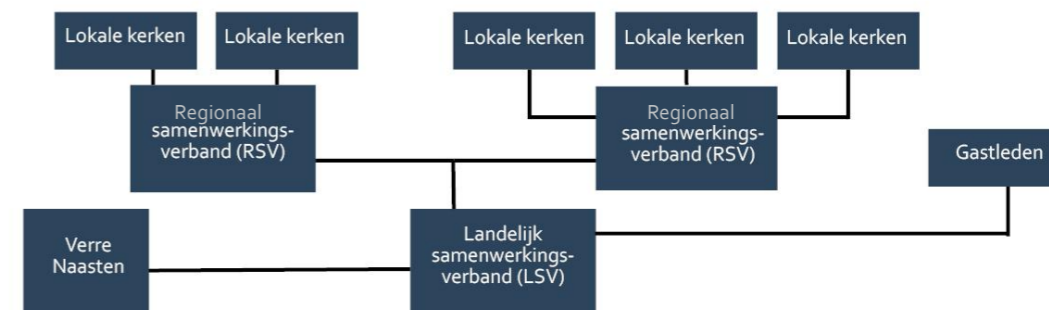 Lokale kerken
Lokale kerken
Lokale kerken
Lokale kerken
Lokale kerken
Regionaal
samenwerkings-
verband (RSV)
Regionaal
samenwerkings-
verband (RSV)
Gastleden
Verre
Naasten
Landelijk
samenwerkings-
verband (LSV)